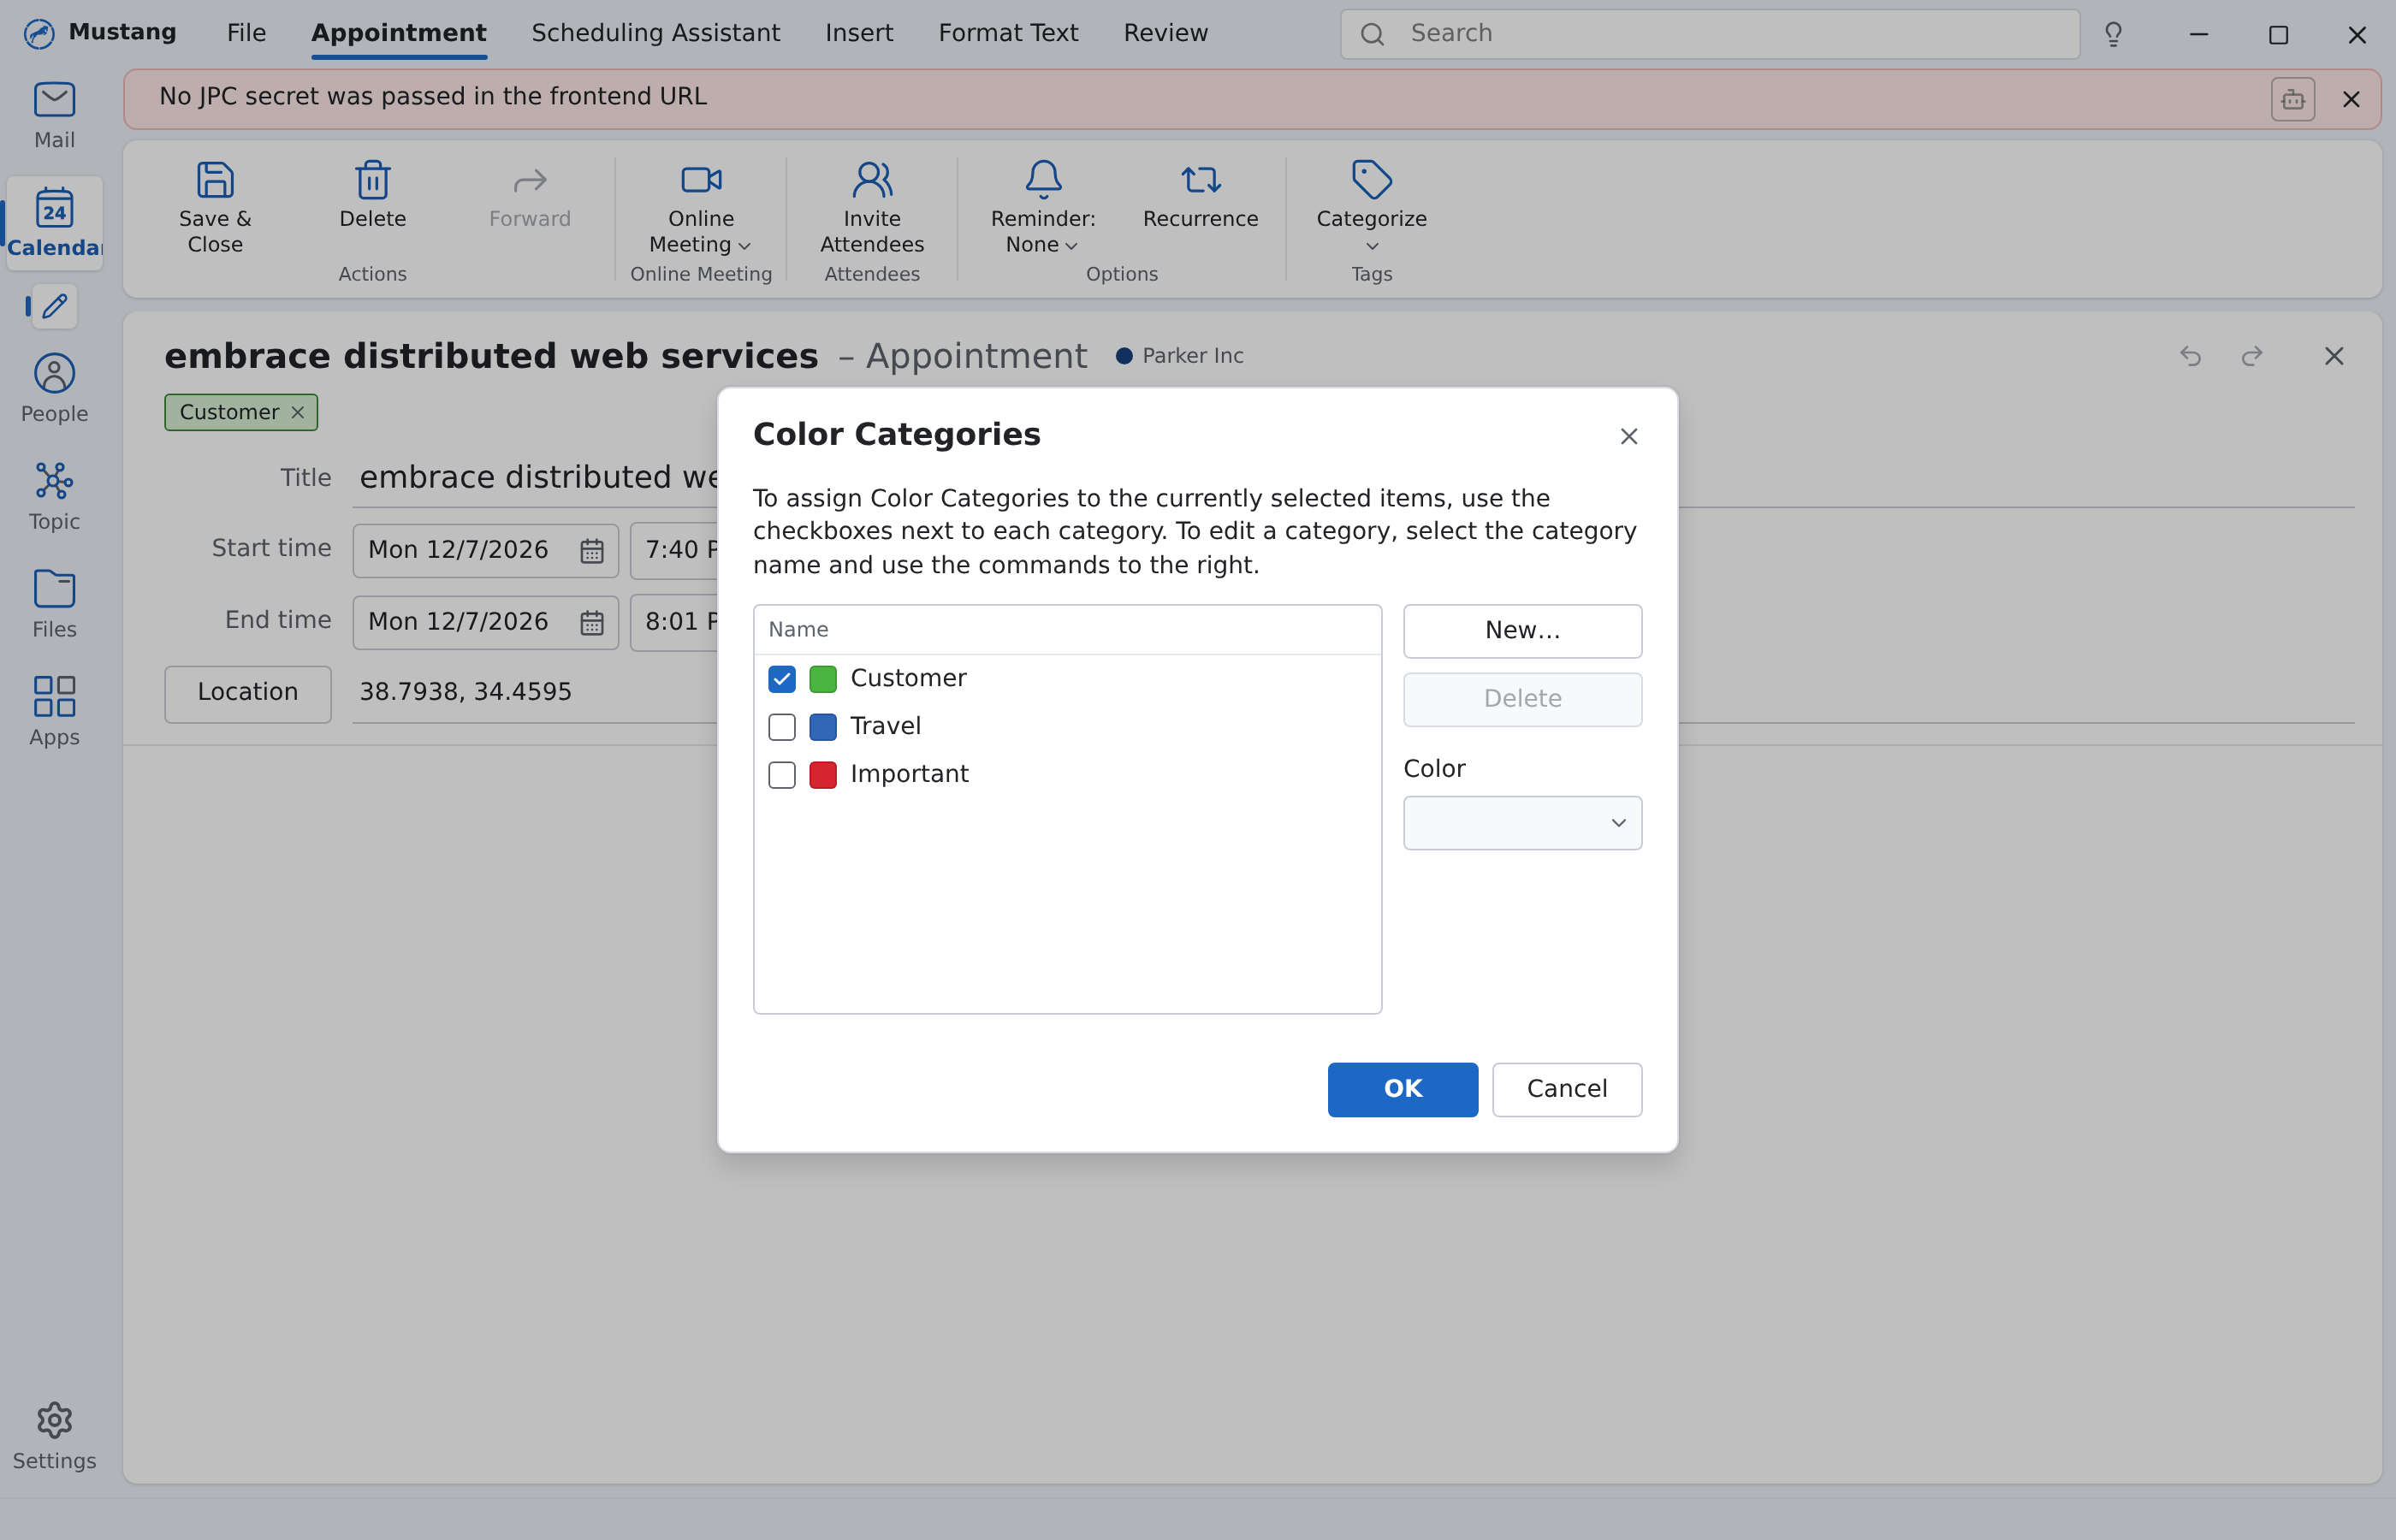 Mustang
File
Appointment
Scheduling Assistant
Insert
Format Text
Review
Search
No JPC secret was passed in the frontend URL
Mail
24
Calendar
People
Topic
Files
Apps
Settings
Save &
Close
Delete
Forward
Actions
Online
Meeting
Online Meeting
Invite
Attendees
Attendees
Reminder:
None
Recurrence
Options
Categorize
Tags
embrace distributed web services – Appointment
Parker Inc
Customer
Title
embrace distributed we
Start time
Mon 12/7/2026
7:40 P
End time
Mon 12/7/2026
8:01 P
Location
38.7938, 34.4595
Color Categories
To assign Color Categories to the currently selected items, use the
checkboxes next to each category. To edit a category, select the category
name and use the commands to the right.
Name
Customer
Travel
Important
New...
Delete
Color
OK
Cancel